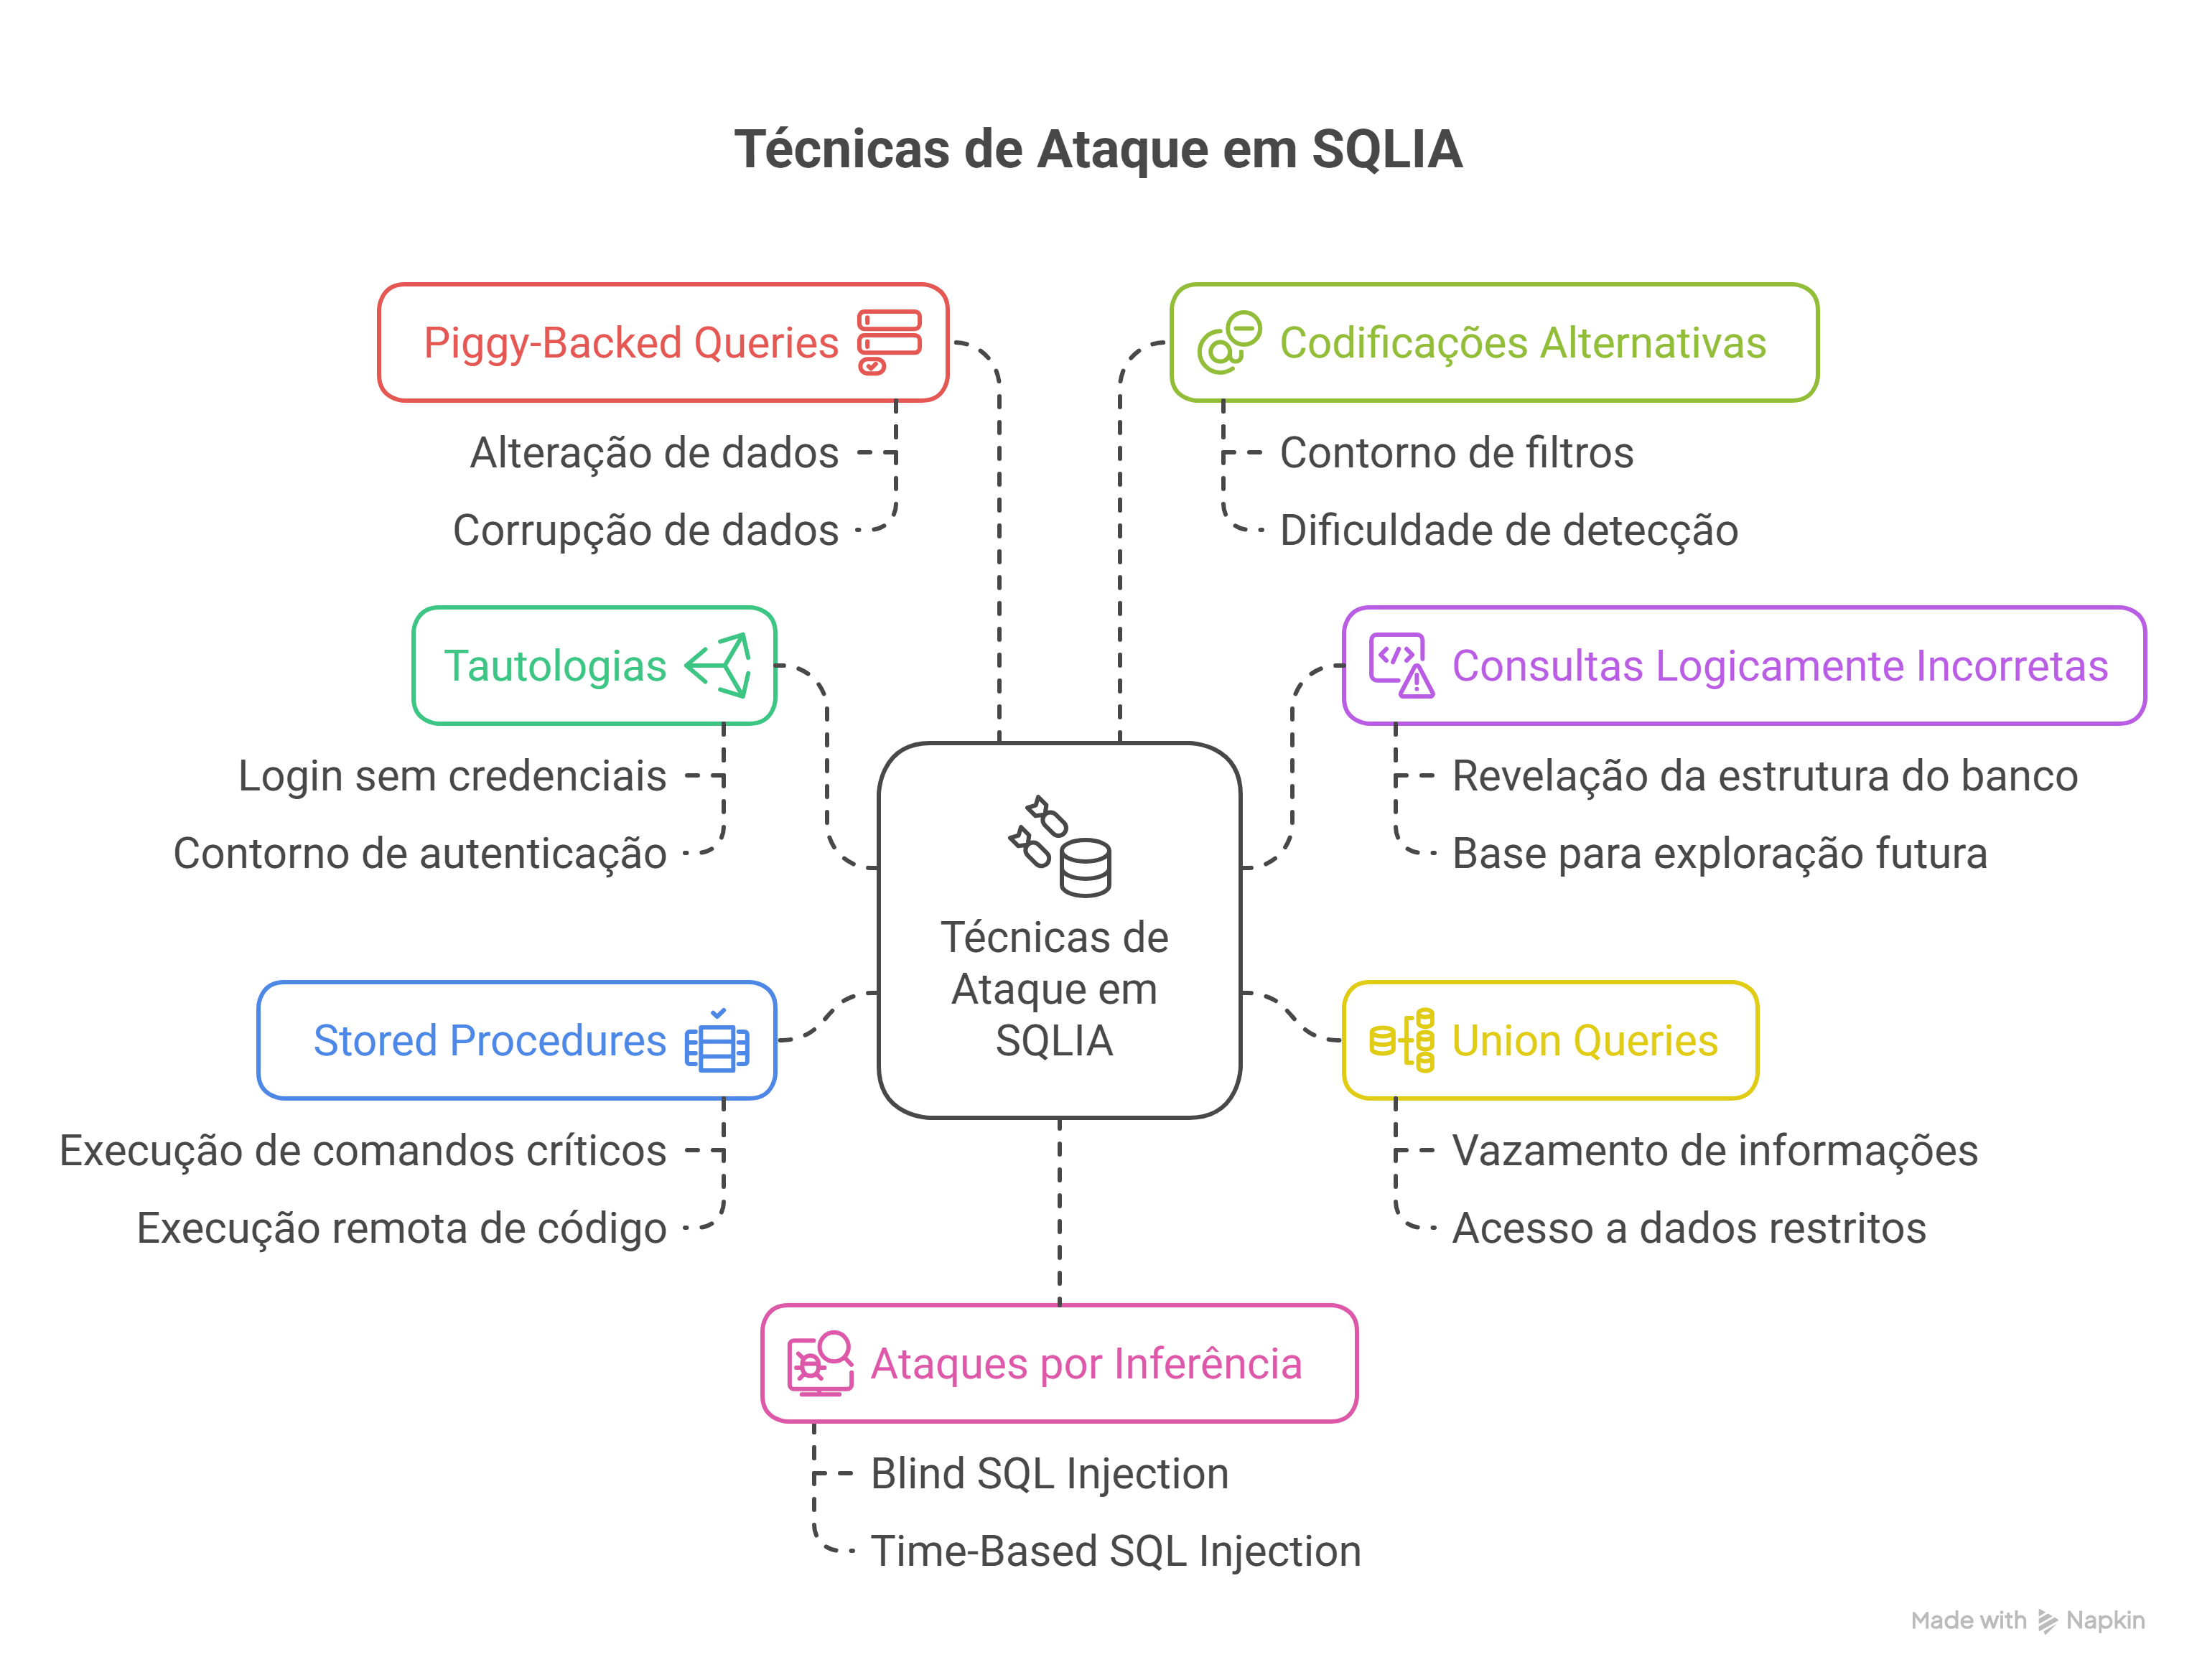 Técnicas de Ataque em SQLIA
Piggy-Backed Queries
Alteração de dados
Corrupção de dados
Codificações Alternativas
Contorno de filtros
Dificuldade de detecção
Tautologias
Login sem credenciais
Contorno de autenticação
Consultas Logicamente Incorretas
Revelação da estrutura do banco
Base para exploração futura
Técnicas de
Ataque em
SQLIA
Stored Procedures
Execução de comandos críticos
Execução remota de código
Union Queries
Vazamento de informações
Acesso a dados restritos
Ataques por Inferência
Blind SQL Injection
Time-Based SQL Injection
Made with Napkin